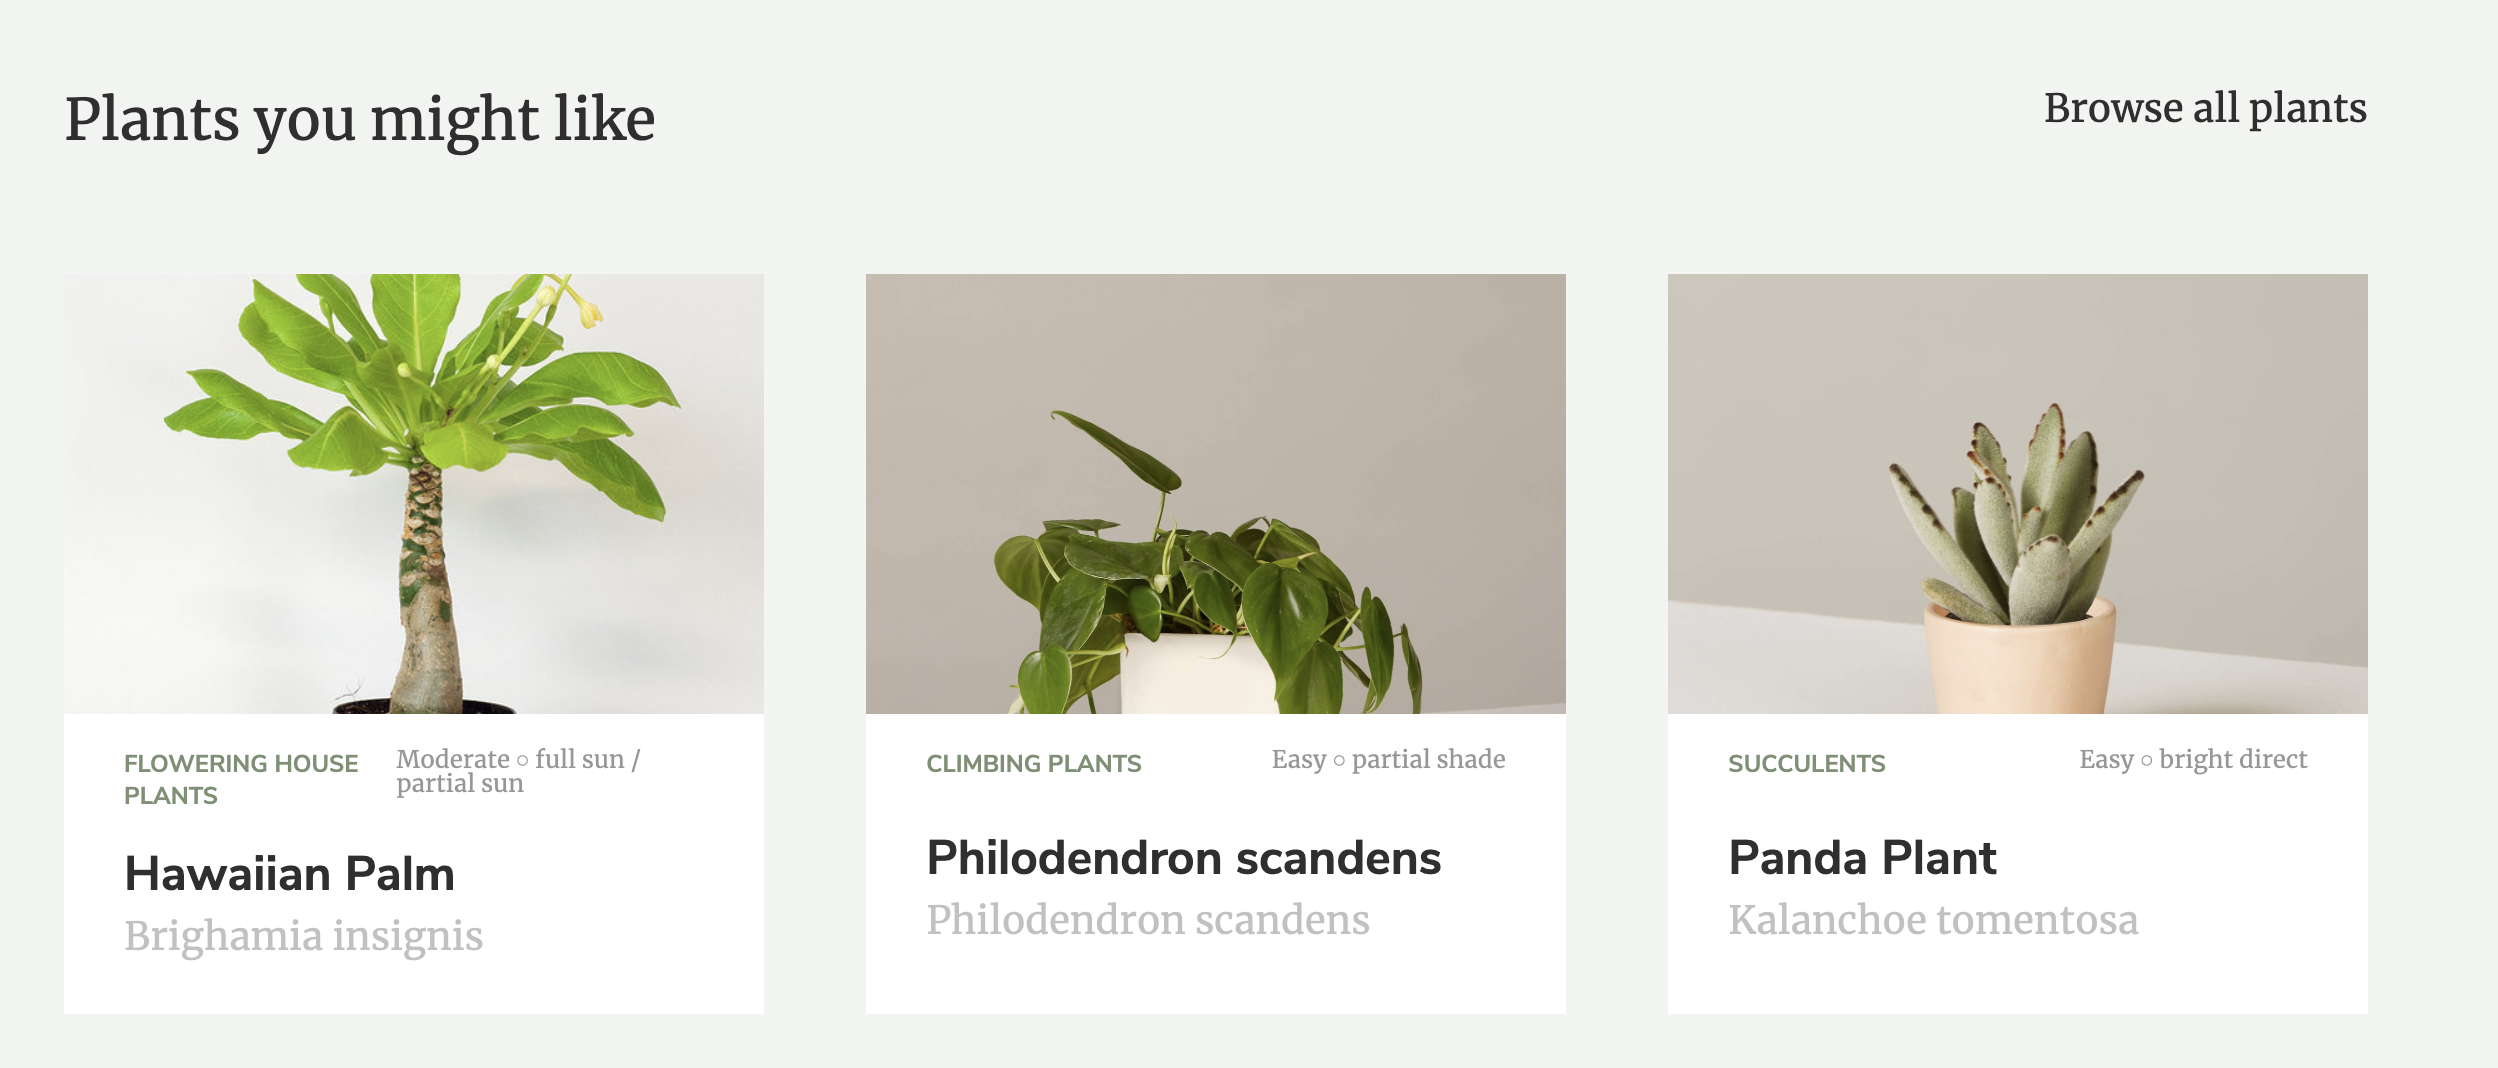 Plants you might like
Browse all plants
FLOWERING HOUSE
PLANTS
Moderate ○ full sun /
partial sun
Hawaiian Palm
Brighamia insignis
CLIMBING PLANTS
Easy ○ partial shade
Philodendron scandens
Philodendron scandens
SUCCULENTS
Easy ○ bright direct
Panda Plant
Kalanchoe tomentosa